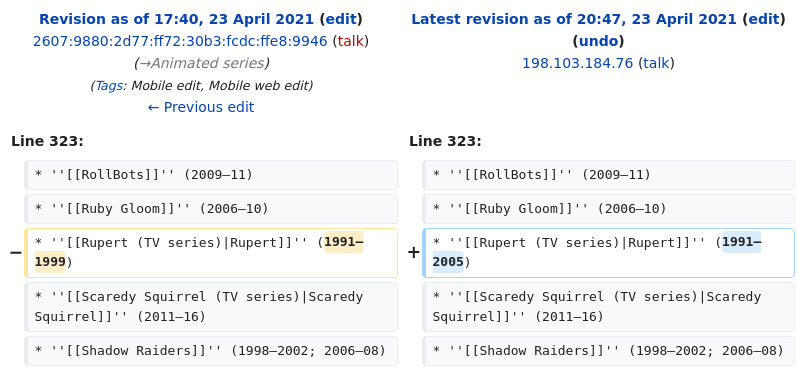 Revision as of 17:40, 23 April 2021 (edit)
2607:9880:2d77:ff72:30b3:fcdc:ffe8:9946 (talk)
(→Animated series)
(Tags: Mobile edit, Mobile web edit)
← Previous edit
Latest revision as of 20:47, 23 April 2021 (edit)
(undo)
198.103.184.76 (talk)
Line 323:
Line 323:
* ''[[RollBots]]'' (2009–11)
* ''[[RollBots]]'' (2009–11)
* ''[[Ruby Gloom]]'' (2006–10)
* ''[[Ruby Gloom]]'' (2006–10)
− * ''[[Rupert (TV series)|Rupert]]'' (1991–
1999)
+ * ''[[Rupert (TV series)|Rupert]]'' (1991–
2005)
* ''[[Scaredy Squirrel (TV series)|Scaredy
Squirrel]]'' (2011–16)
* ''[[Scaredy Squirrel (TV series)|Scaredy
Squirrel]]'' (2011–16)
* ''[[Shadow Raiders]]'' (1998–2002; 2006–08)
* ''[[Shadow Raiders]]'' (1998–2002; 2006–08)